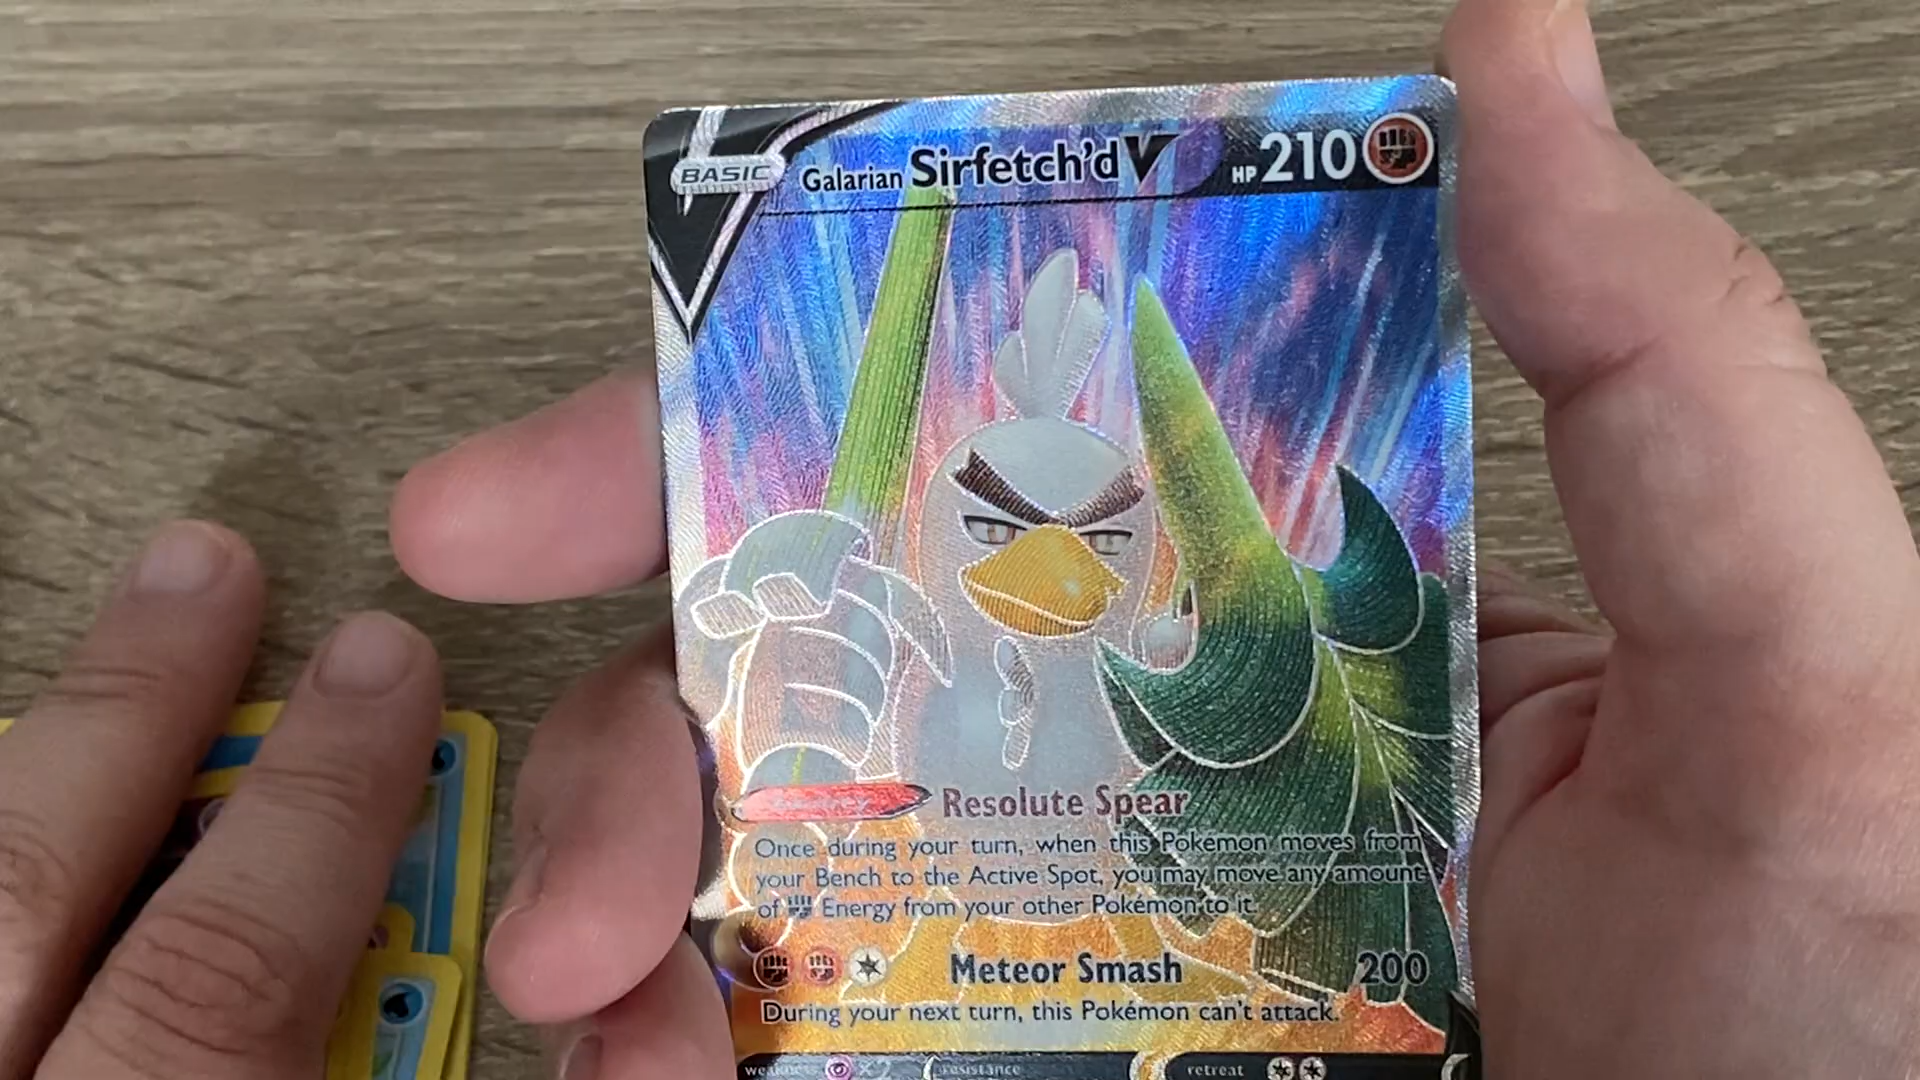 BASIC Galarian Sirfetch'd V HP 210
Resolute Spear
Once during your turn, when this Pokémon moves from
your Bench to the Active Spot, you may move any amount
of Energy from your other Pokémon to it.
Meteor Smash 200
During your next turn, this Pokémon can't attack.
weakness ×2 resistance retreat